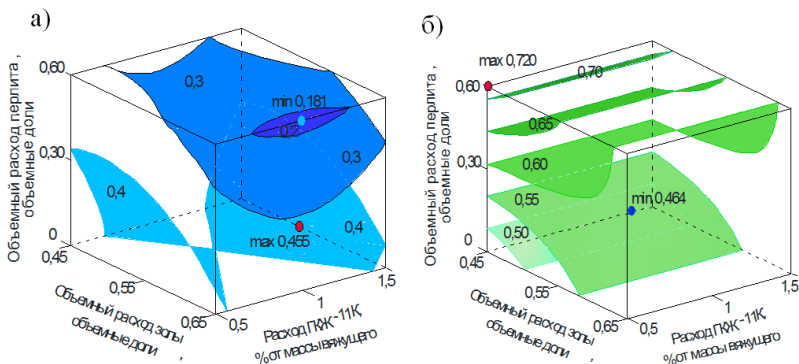 а)
Объемный расход перлита ,
объемные доли
0,60
0,30
0
0,45
0,55
0,65
Объемный расход золы ,
объемные доли
0,5
1
1,5
Расход ГКЖ-11К,
% от массы вяжущего
0,3
min 0,181
0,2
0,3
0,4
0,4
max 0,455
б)
Объемный расход перлита ,
объемные доли
max 0,720
0,60
0,30
0
0,45
0,55
0,65
Объемный расход золы ,
объемные доли
0,5
1
1,5
Расход ГКЖ-11К,
% от массы вяжущего
0,70
0,65
0,60
0,55
0,50
min 0,464